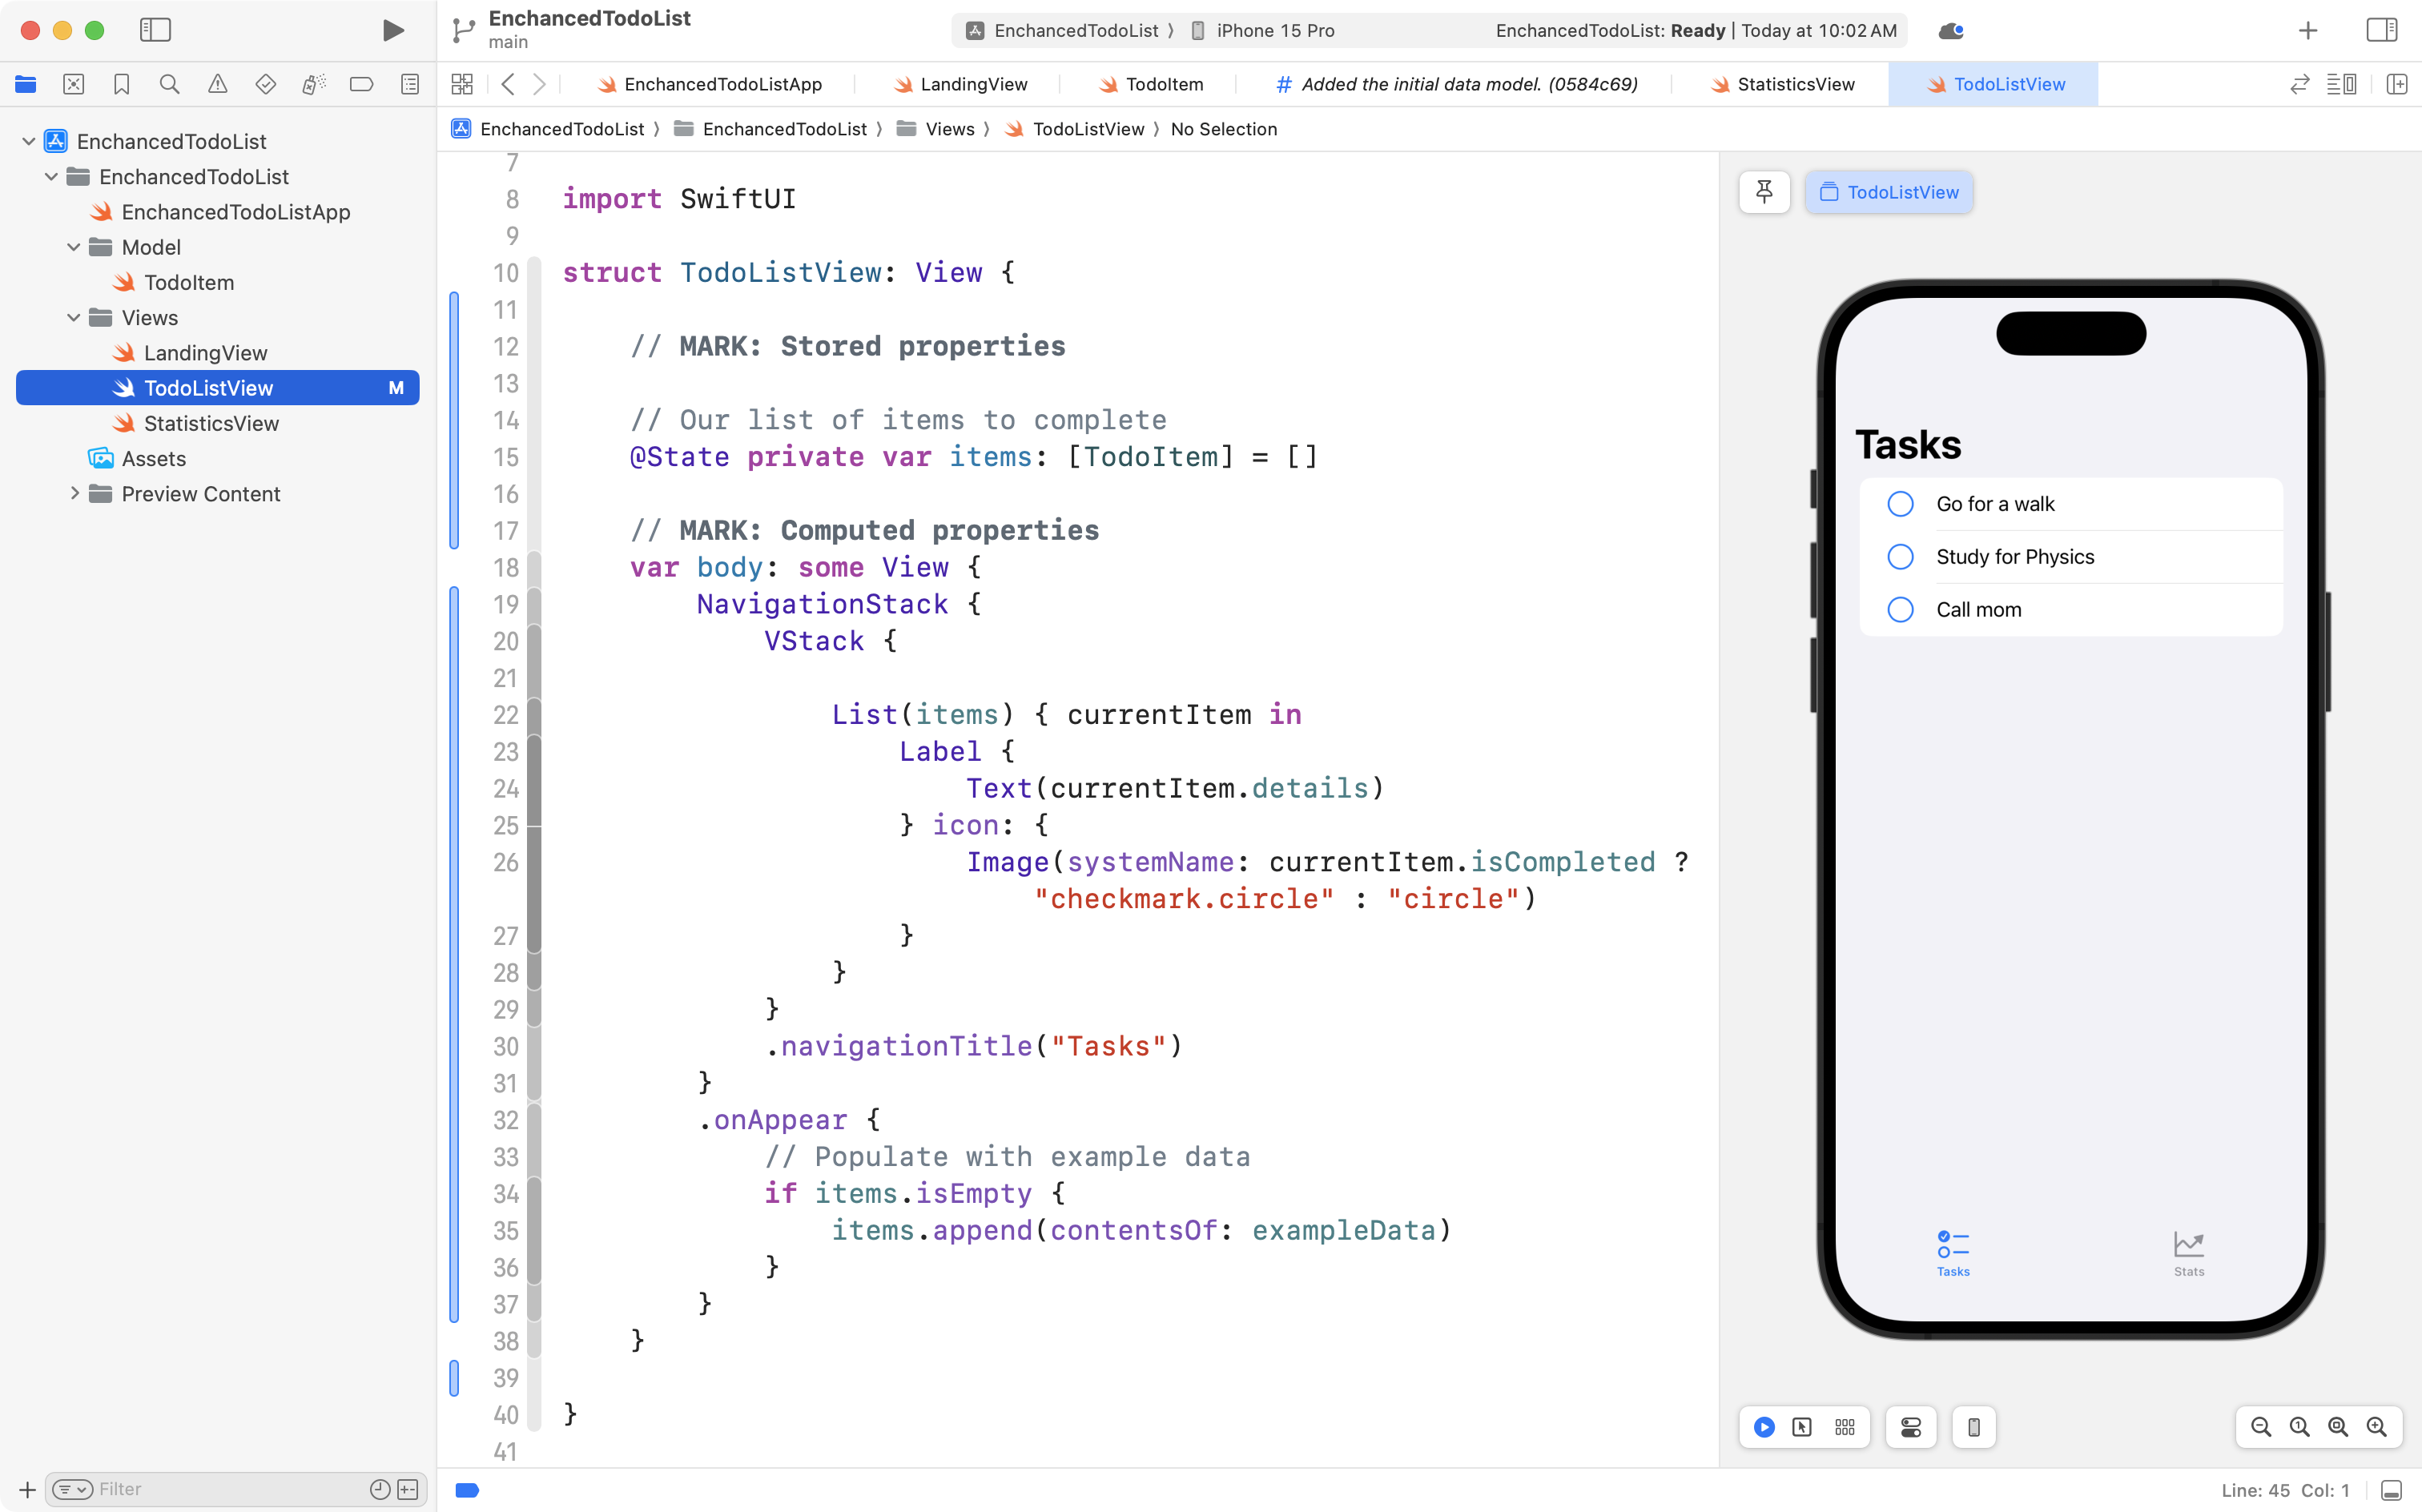 EnchancedTodoList
main
EnchancedTodoList 〉 iPhone 15 Pro
EnchancedTodoList: Ready | Today at 10:02 AM
EnchancedTodoListApp
LandingView
TodoItem
# Added the initial data model. (0584c69)
StatisticsView
TodoListView
EnchancedTodoList 〉 EnchancedTodoList 〉 Views 〉 TodoListView 〉 No Selection
EnchancedTodoList
EnchancedTodoList
EnchancedTodoListApp
Model
TodoItem
Views
LandingView
TodoListView M
StatisticsView
Assets
Preview Content
Filter
7
8 import SwiftUI
9
10 struct TodoListView: View {
11
12 // MARK: Stored properties
13
14 // Our list of items to complete
15 @State private var items: [TodoItem] = []
16
17 // MARK: Computed properties
18 var body: some View {
19 NavigationStack {
20 VStack {
21
22 List(items) { currentItem in
23 Label {
24 Text(currentItem.details)
25 } icon: {
26 Image(systemName: currentItem.isCompleted ?
"checkmark.circle" : "circle")
27 }
28 }
29 }
30 .navigationTitle("Tasks")
31 }
32 .onAppear {
33 // Populate with example data
34 if items.isEmpty {
35 items.append(contentsOf: exampleData)
36 }
37 }
38 }
39
40 }
41
TodoListView
Tasks
Go for a walk
Study for Physics
Call mom
Tasks
Stats
Line: 45 Col: 1